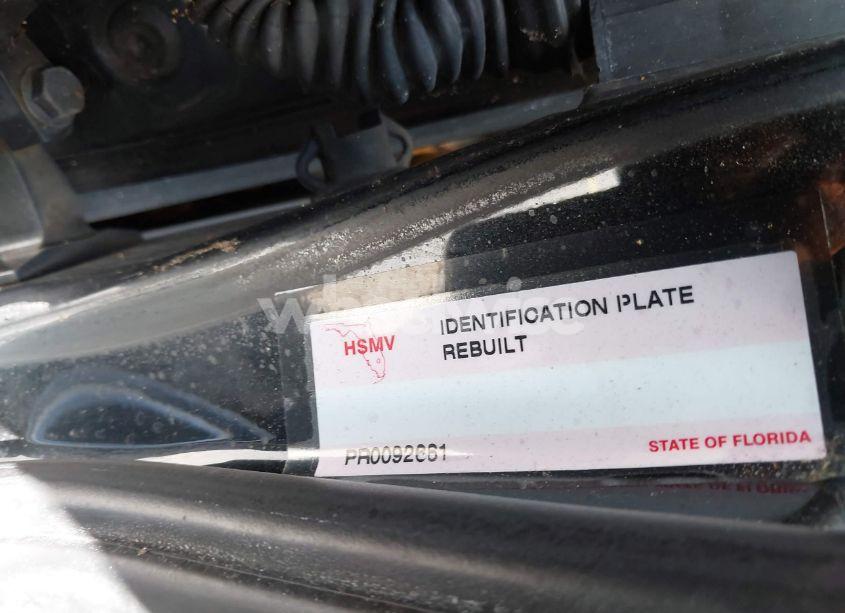 IDENTIFICATION PLATE
REBUILT
HSMV
STATE OF FLORIDA